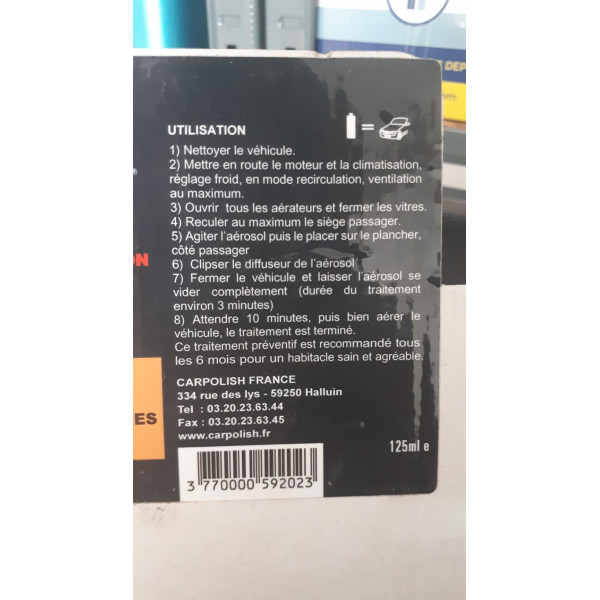 E DEP
om
UTILISATION
=
1) Nettoyer le véhicule.
2) Mettre en route le moteur et la climatisation,
réglage froid, en mode recirculation, ventilation
au maximum.
3) Ouvrir tous les aérateurs et fermer les vitres.
4) Reculer au maximum le siège passager.
5) Agiter l'aérosol puis le placer sur le plancher,
côté passager
6) Clipser le diffuseur de l'aérosol
7) Fermer le véhicule et laisser l'aérosol se
vider complètement (durée du traitement
environ 3 minutes)
8) Attendre 10 minutes, puis bien aérer le
véhicule, le traitement est terminé.
Ce traitement préventif est recommandé tous
les 6 mois pour un habitacle sain et agréable.
ON
ES
CARPOLISH FRANCE
334 rue des lys - 59250 Halluin
Tel : 03.20.23.63.44
Fax : 03.20.23.63.45
www.carpolish.fr
125ml e
3 770000 592023